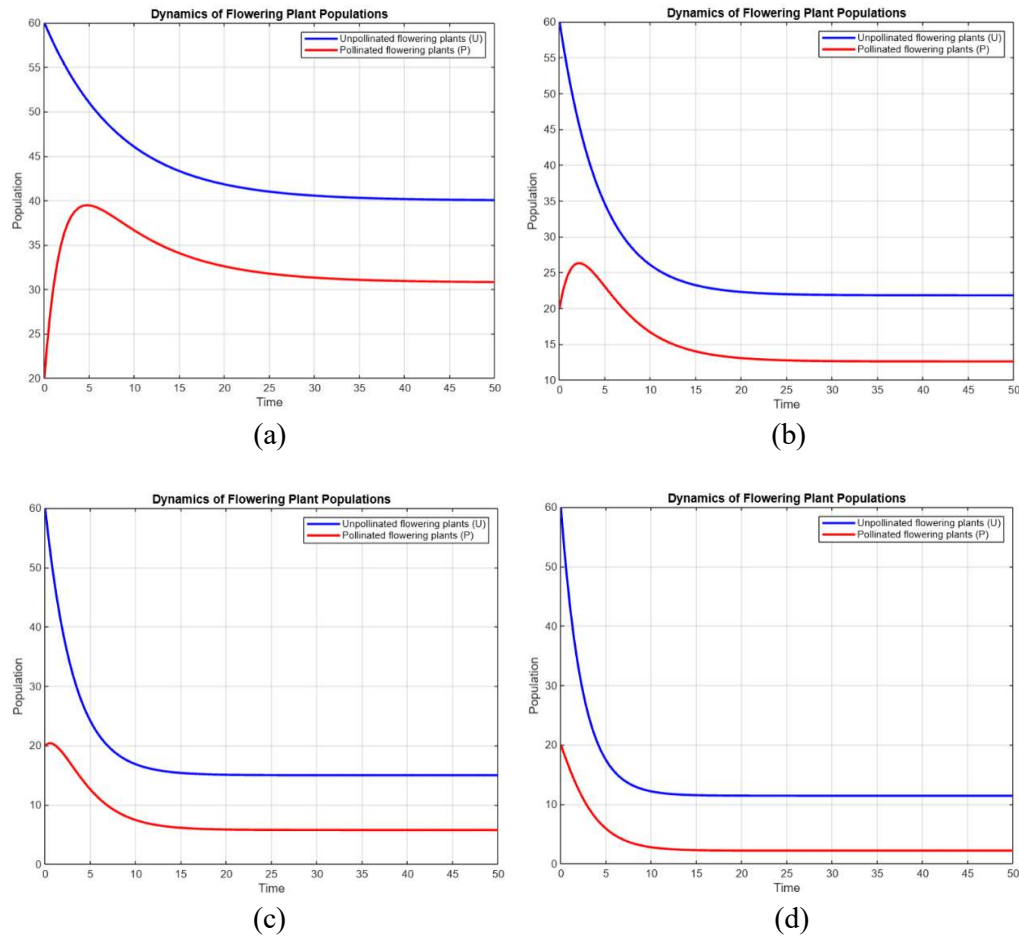 Dynamics of Flowering Plant Populations
Unpollinated flowering plants (U)
Pollinated flowering plants (P)
Population
60
55
50
45
40
35
30
25
20
0 5 10 15 20 25 30 35 40 45 50
Time
(a)
Dynamics of Flowering Plant Populations
Unpollinated flowering plants (U)
Pollinated flowering plants (P)
Population
60
55
50
45
40
35
30
25
20
15
10
0 5 10 15 20 25 30 35 40 45 50
Time
(b)
Dynamics of Flowering Plant Populations
Unpollinated flowering plants (U)
Pollinated flowering plants (P)
Population
60
50
40
30
20
10
0
0 5 10 15 20 25 30 35 40 45 50
Time
(c)
Dynamics of Flowering Plant Populations
Unpollinated flowering plants (U)
Pollinated flowering plants (P)
Population
60
50
40
30
20
10
0
0 5 10 15 20 25 30 35 40 45 50
Time
(d)